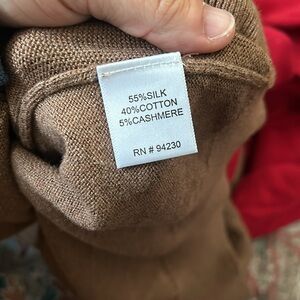 55%SILK
40%COTTON
5%CASHMERE
RN # 94230